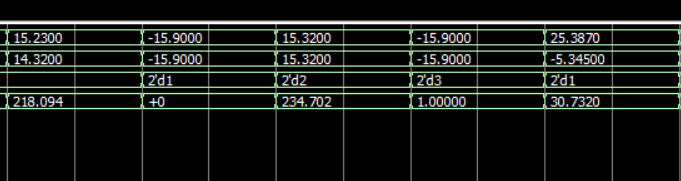 15.2300 -15.9000 15.3200 -15.9000 25.3870
14.3200 -15.9000 15.3200 -15.9000 -5.34500
2'd1 2'd2 2'd3 2'd1
218.094 +0 234.702 1.00000 30.7320